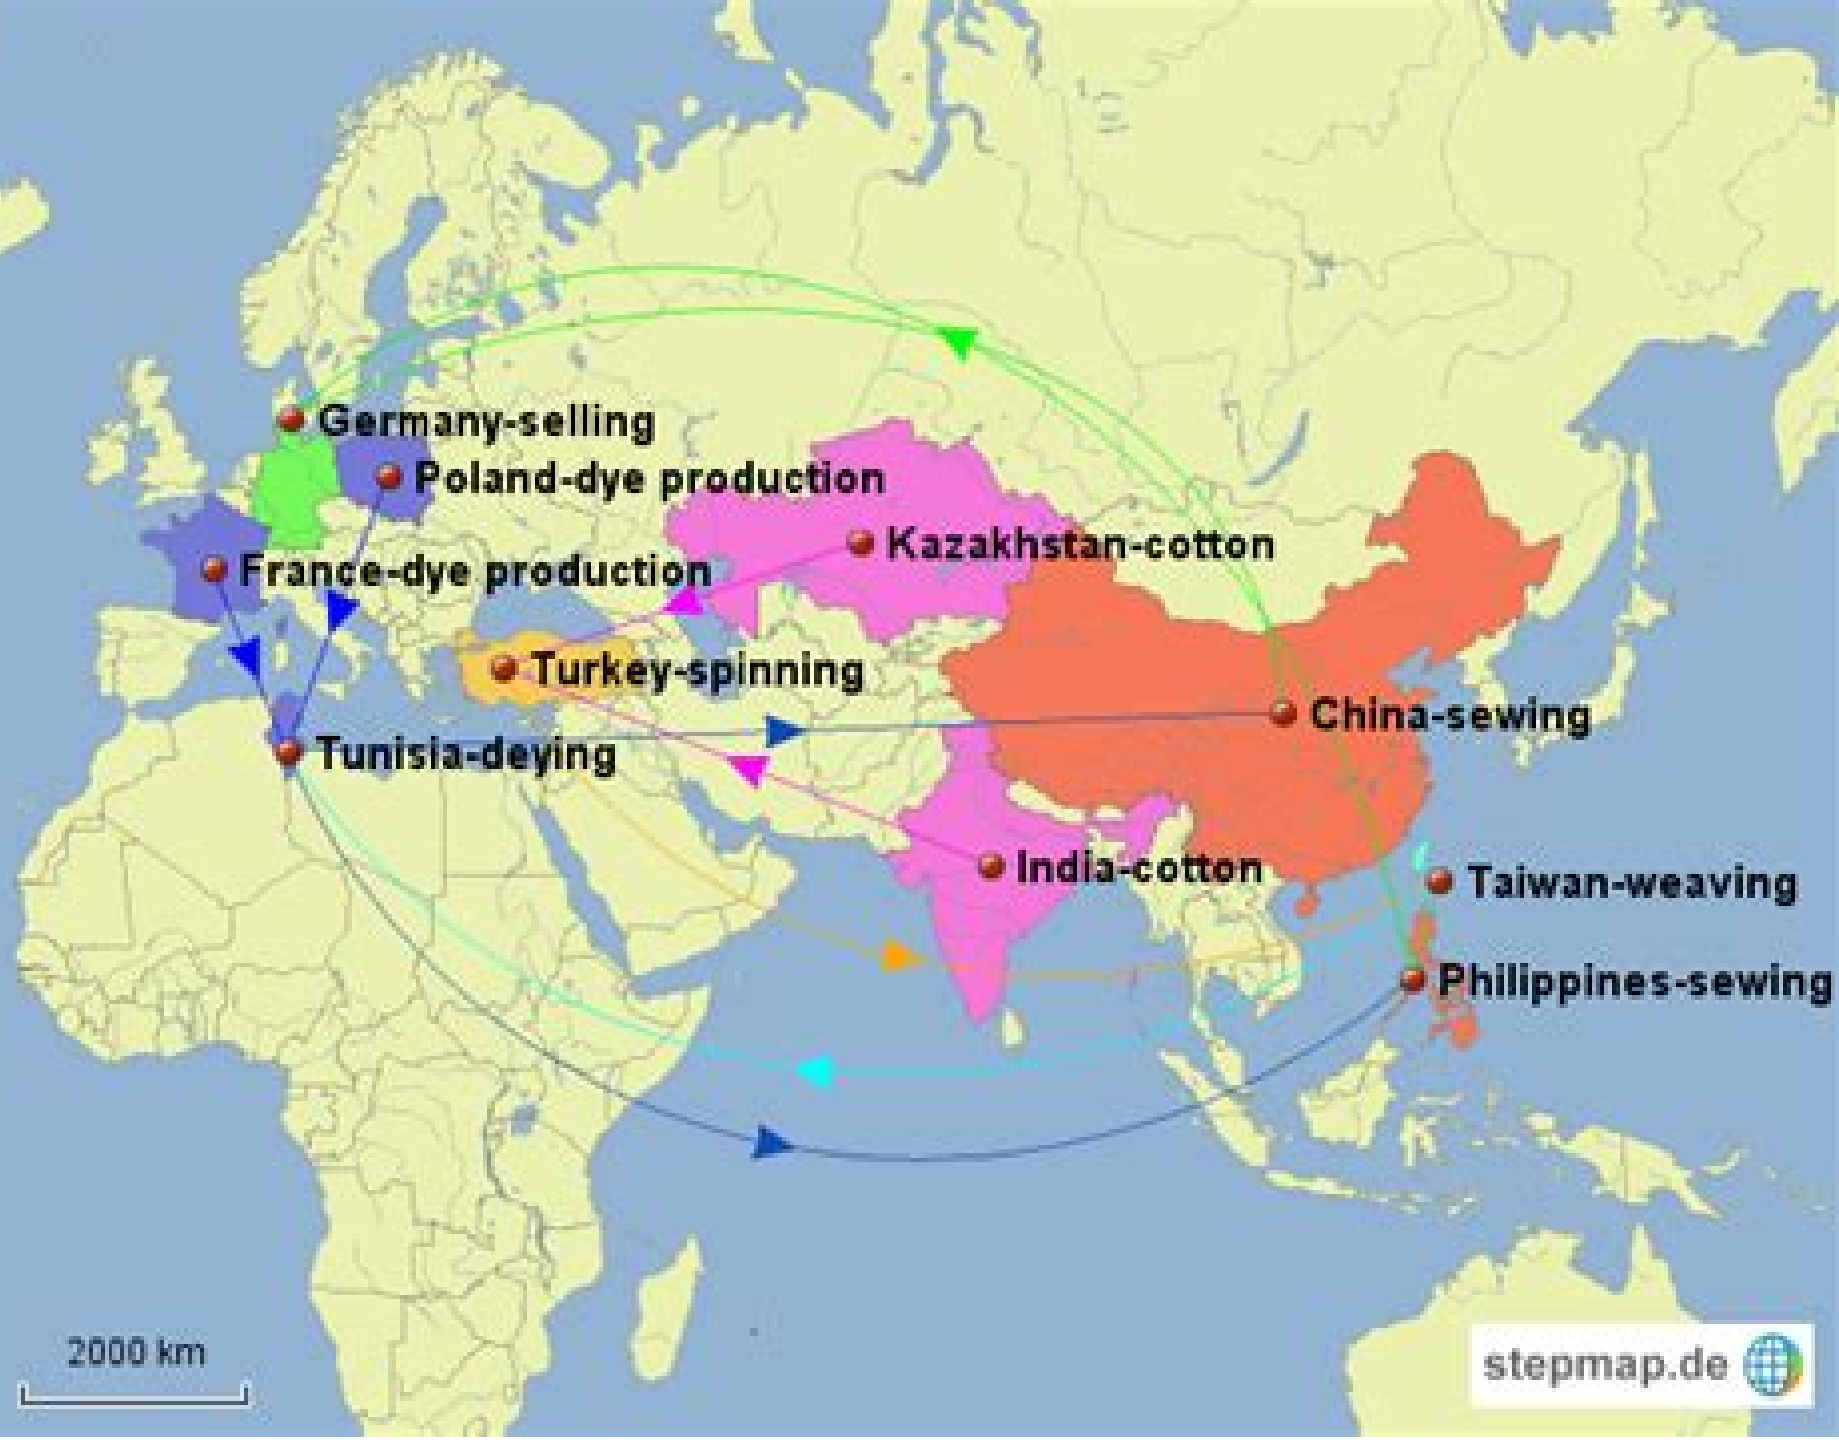 Germany-selling
Poland-dye production
Kazakhstan-cotton
France-dye production
Turkey-spinning
China-sewing
Tunisia-deying
India-cotton
Taiwan-weaving
Philippines-sewing
2000 km
stepmap.de